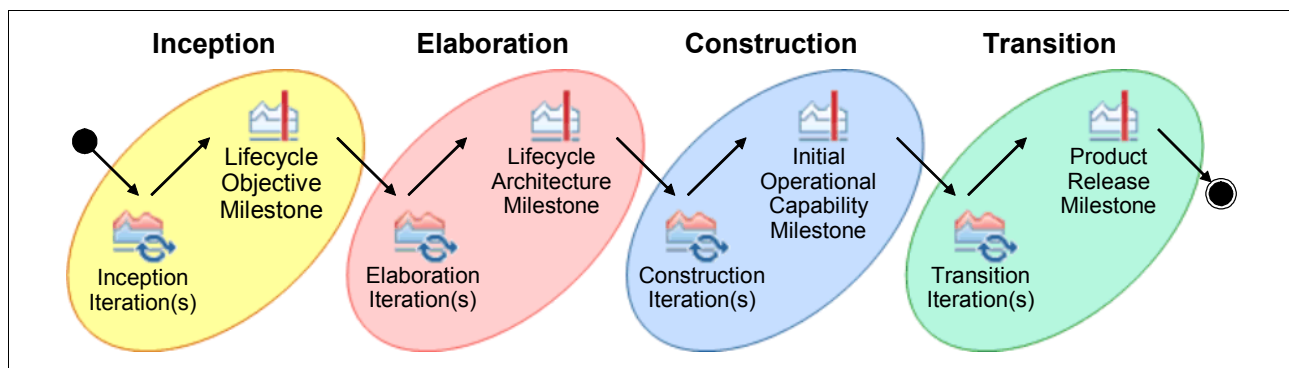 Inception
Elaboration
Construction
Transition
Lifecycle
Objective
Milestone
Inception
Iteration(s)
Lifecycle
Architecture
Milestone
Elaboration
Iteration(s)
Initial
Operational
Capability
Milestone
Construction
Iteration(s)
Product
Release
Milestone
Transition
Iteration(s)